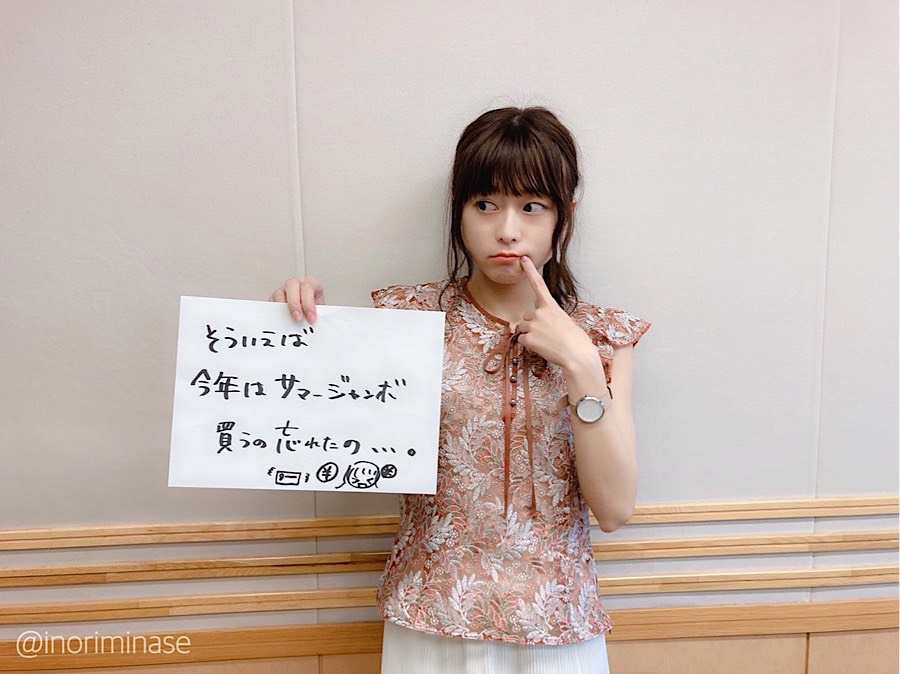 そういえば
今年はサマージャンボ
買うの忘れたの...。
¥
@inoriminase